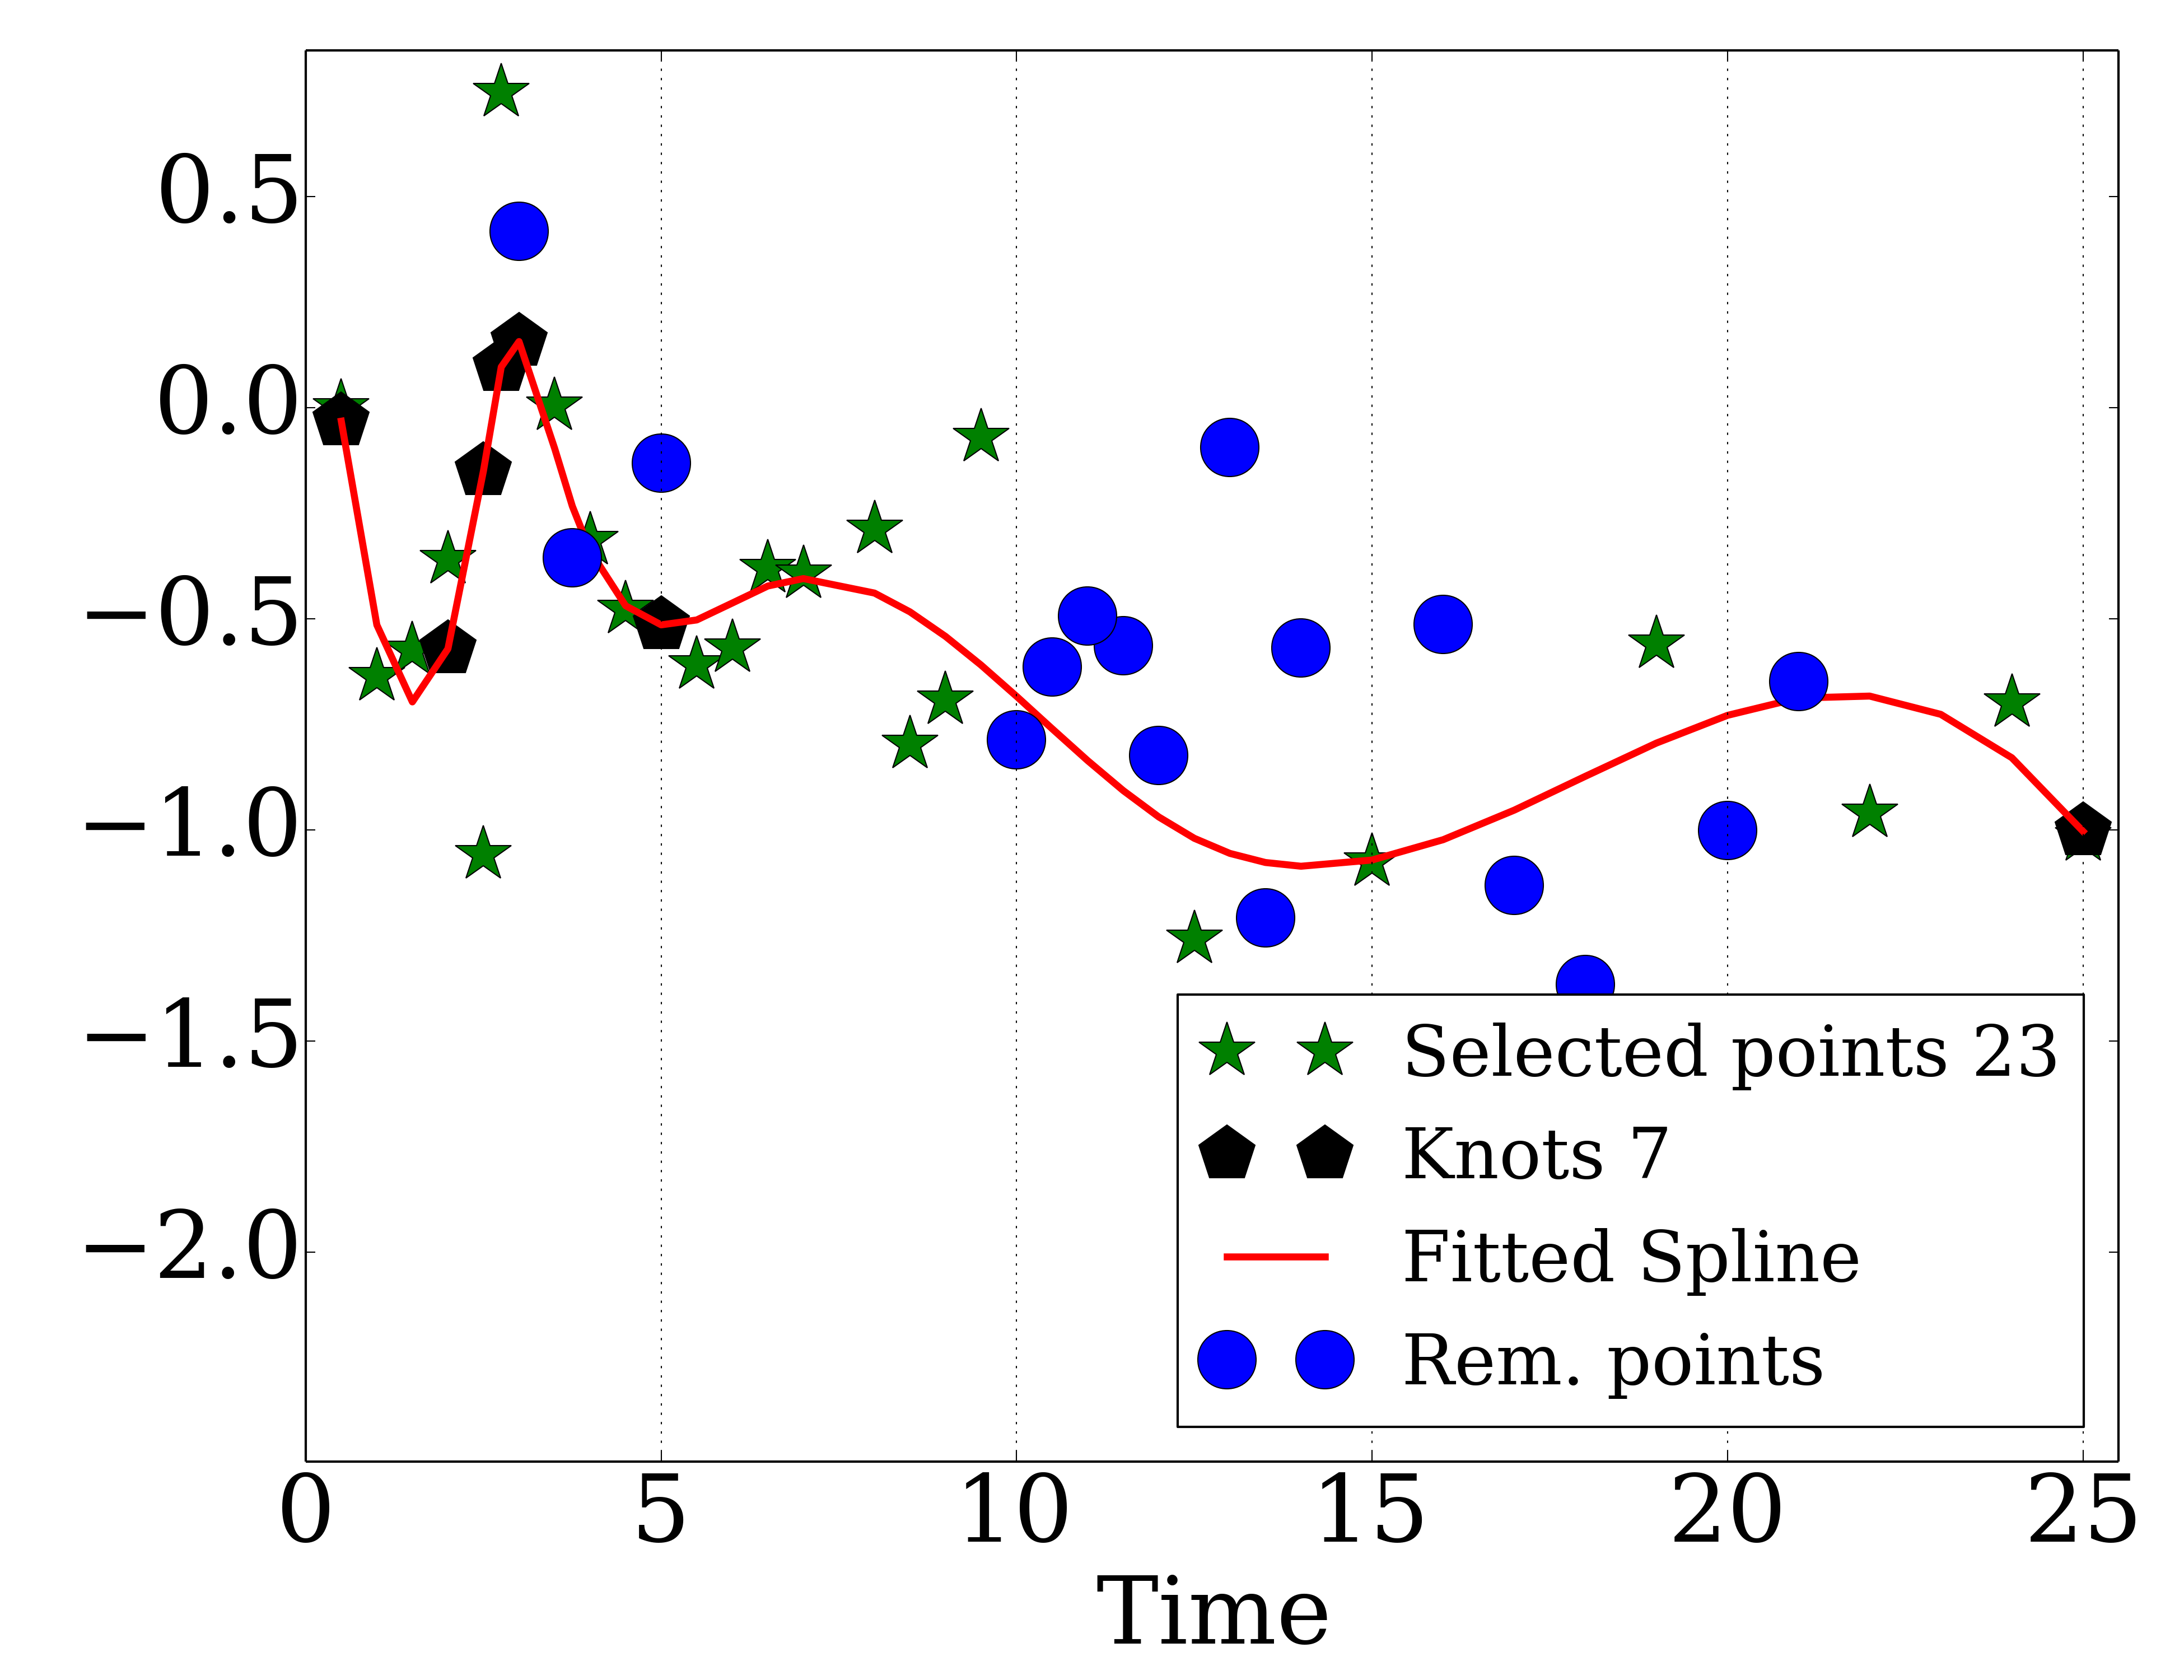 0.5
0.0
−0.5
−1.0
−1.5
−2.0
Selected points 23
Knots 7
Fitted Spline
Rem. points
0 5 10 15 20 25
Time